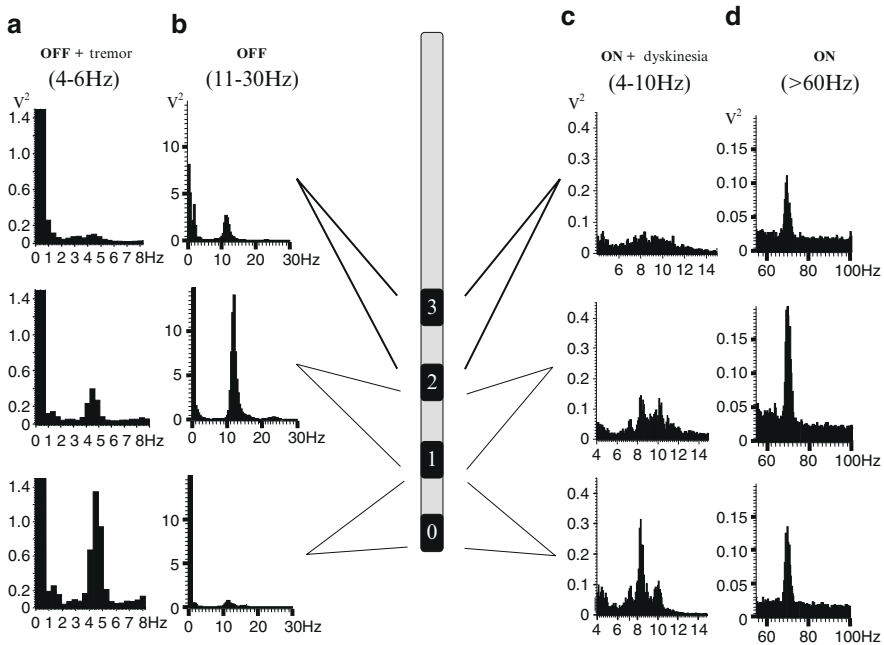 a
OFF + tremor
(4-6Hz)
V²
1.4
1.0
0.6
0.2
0
0 1 2 3 4 5 6 7 8Hz
1.4
1.0
0.6
0.2
0
0 1 2 3 4 5 6 7 8Hz
1.4
1.0
0.6
0.2
0
0 1 2 3 4 5 6 7 8Hz
b
OFF
(11-30Hz)
V²
10
5
0
0 10 20 30Hz
10
5
0
0 10 20 30Hz
10
5
0
0 10 20 30Hz
3
2
1
0
c
ON + dyskinesia
(4-10Hz)
V²
0.4
0.3
0.2
0.1
0
6 8 10 12 14
0.4
0.3
0.2
0.1
0
4 6 8 10 12 14
0.4
0.3
0.2
0.1
0
4 6 8 10 12 14
d
ON
(>60Hz)
V²
0.15
0.10
0.05
0
60 80 100Hz
0.15
0.10
0.05
0
60 80 100Hz
0.15
0.10
0.05
0
60 80 100Hz